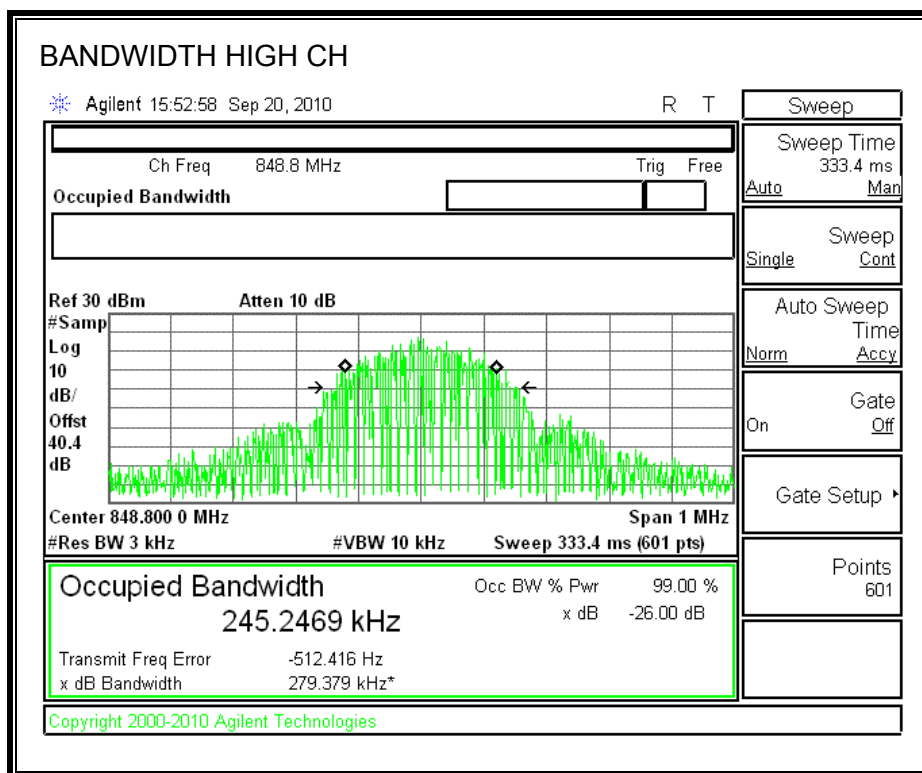 BANDWIDTH HIGH CH
Agilent 15:52:58 Sep 20, 2010 R T
Ch Freq 848.8 MHz Trig Free
Occupied Bandwidth
Ref 30 dBm Atten 10 dB
#Samp
Log
10
dB/
Offst
40.4
dB
Center 848.800 0 MHz Span 1 MHz
#Res BW 3 kHz #VBW 10 kHz Sweep 333.4 ms (601 pts)
Occupied Bandwidth
245.2469 kHz
Occ BW % Pwr 99.00 %
x dB -26.00 dB
Transmit Freq Error -512.416 Hz
x dB Bandwidth 279.379 kHz*
Copyright 2000-2010 Agilent Technologies
Sweep
Sweep Time
333.4 ms
Auto Man
Sweep
Single Cont
Auto Sweep
Time
Norm Accy
Gate
On Off
Gate Setup
Points
601